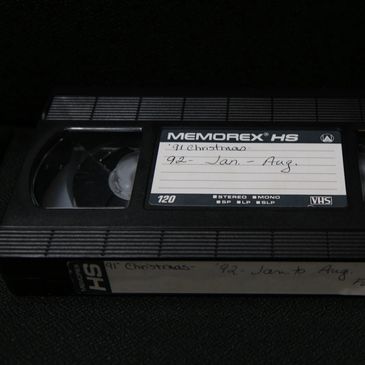 MEMOREX HS
'91 Christmas
92- Jan. - Aug.
120
STEREO MONO
SP LP SLP
VHS
MEMOREX HS
91' Christmas- '92- Jan to Aug.